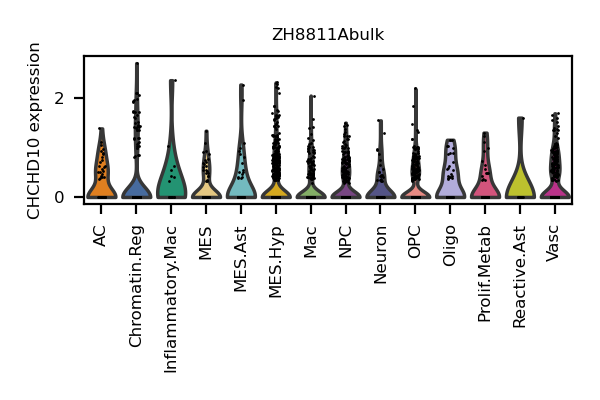 ZH8811Abulk
CHCHD10 expression
2
0
AC
Chromatin.Reg
Inflammatory.Mac
MES
MES.Ast
MES.Hyp
Mac
NPC
Neuron
OPC
Oligo
Prolif.Metab
Reactive.Ast
Vasc